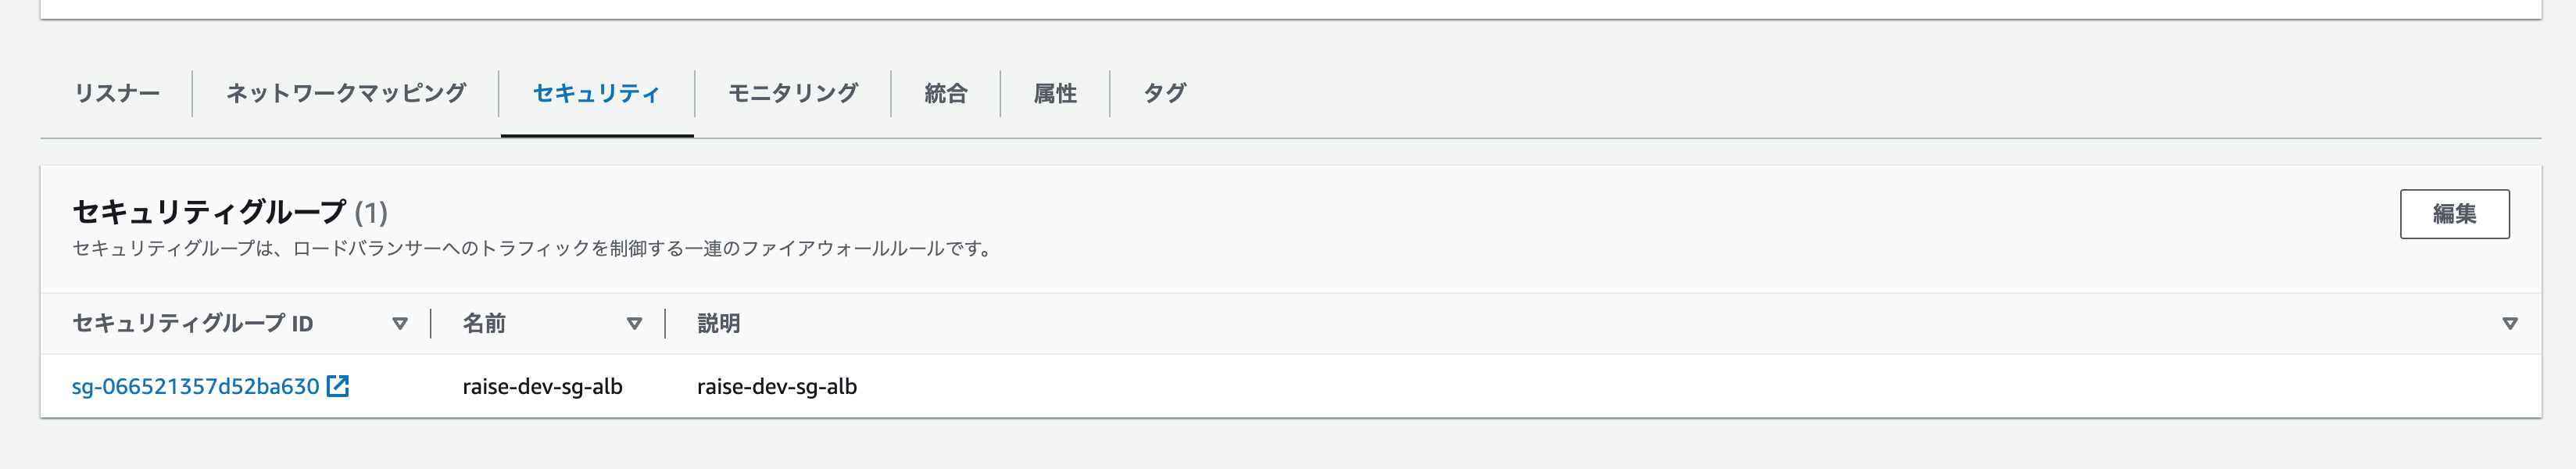 リスナー ネットワークマッピング セキュリティ モニタリング 統合 属性 タグ
セキュリティグループ (1)
編集
セキュリティグループは、ロードバランサーへのトラフィックを制御する一連のファイアウォールルールです。
セキュリティグループ ID 名前 説明
sg-066521357d52ba630 raise-dev-sg-alb raise-dev-sg-alb